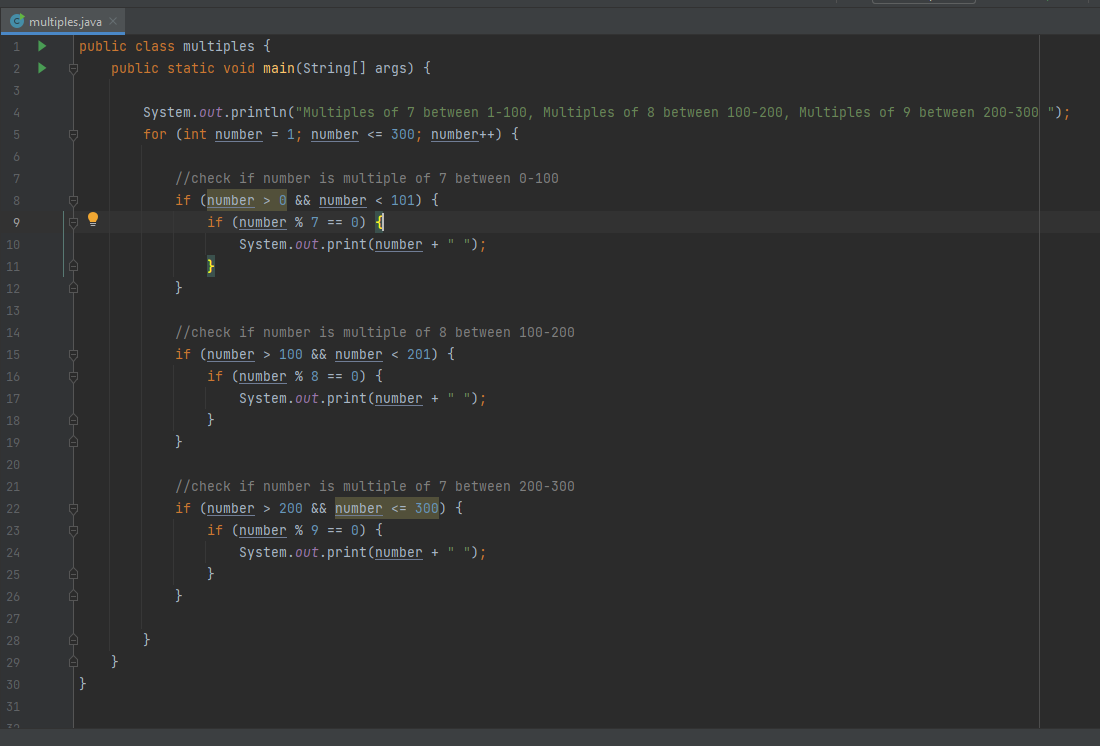 multiples.java
1 public class multiples {
2 public static void main(String[] args) {
3
4 System.out.println("Multiples of 7 between 1-100, Multiples of 8 between 100-200, Multiples of 9 between 200-300 ");
5 for (int number = 1; number <= 300; number++) {
6
7 //check if number is multiple of 7 between 0-100
8 if (number > 0 && number < 101) {
9 if (number % 7 == 0) {
10 System.out.print(number + " ");
11 }
12 }
13
14 //check if number is multiple of 8 between 100-200
15 if (number > 100 && number < 201) {
16 if (number % 8 == 0) {
17 System.out.print(number + " ");
18 }
19 }
20
21 //check if number is multiple of 7 between 200-300
22 if (number > 200 && number <= 300) {
23 if (number % 9 == 0) {
24 System.out.print(number + " ");
25 }
26 }
27
28 }
29 }
30 }
31
32